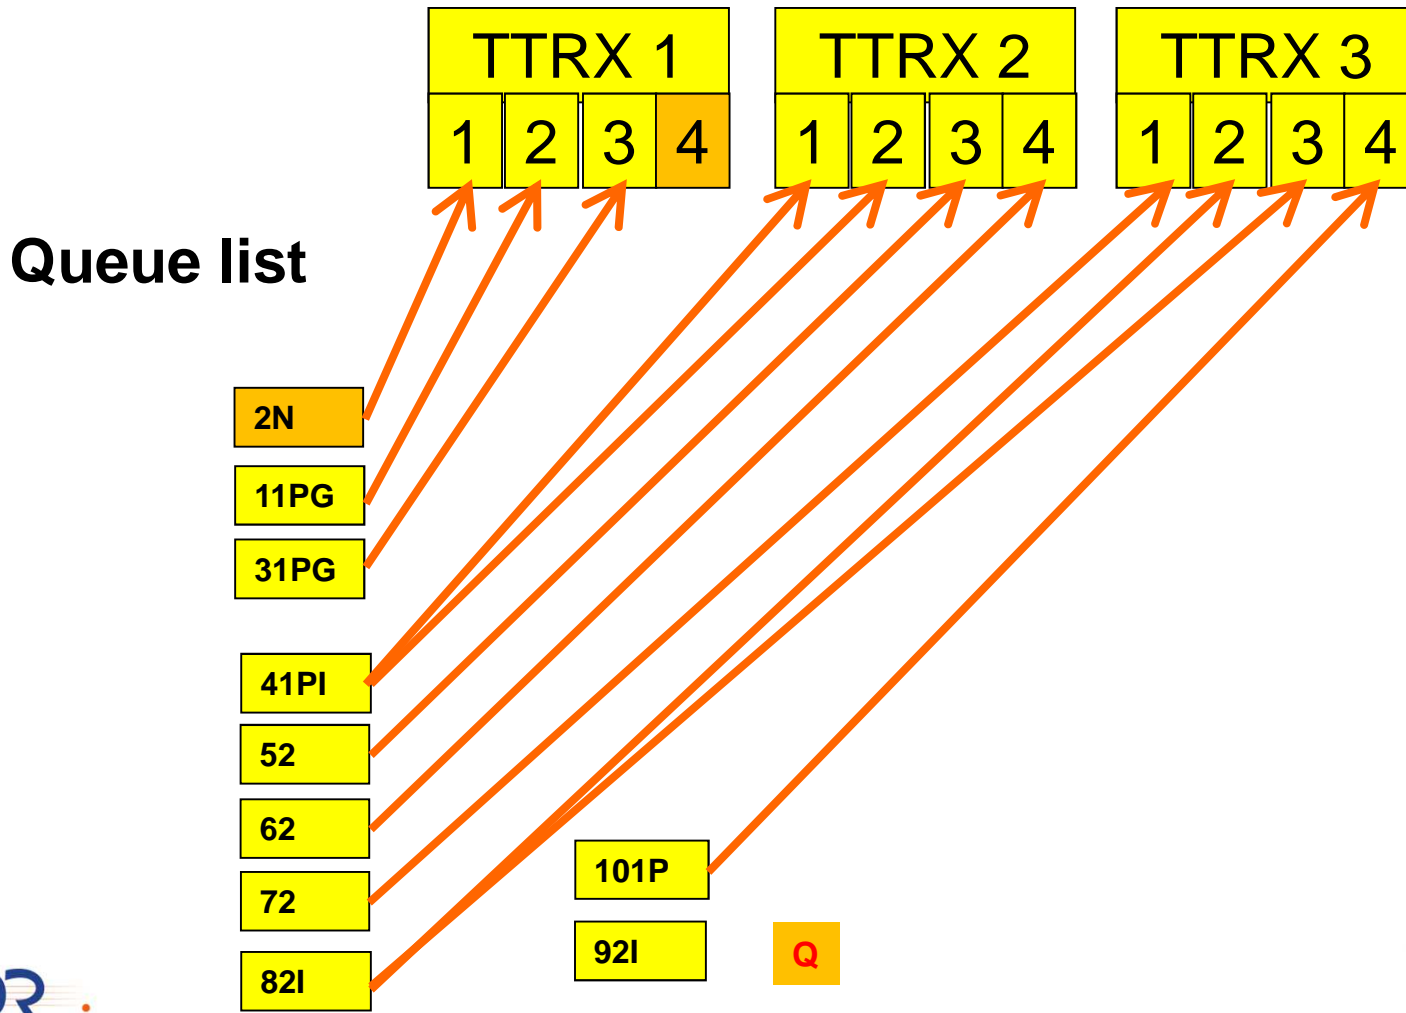 TTRX 1 TTRX 2 TTRX 3
1 2 3 4 1 2 3 4 1 2 3 4
Queue list
2N
11PG
31PG
41PI
52
62
72
82I
101P
92I Q